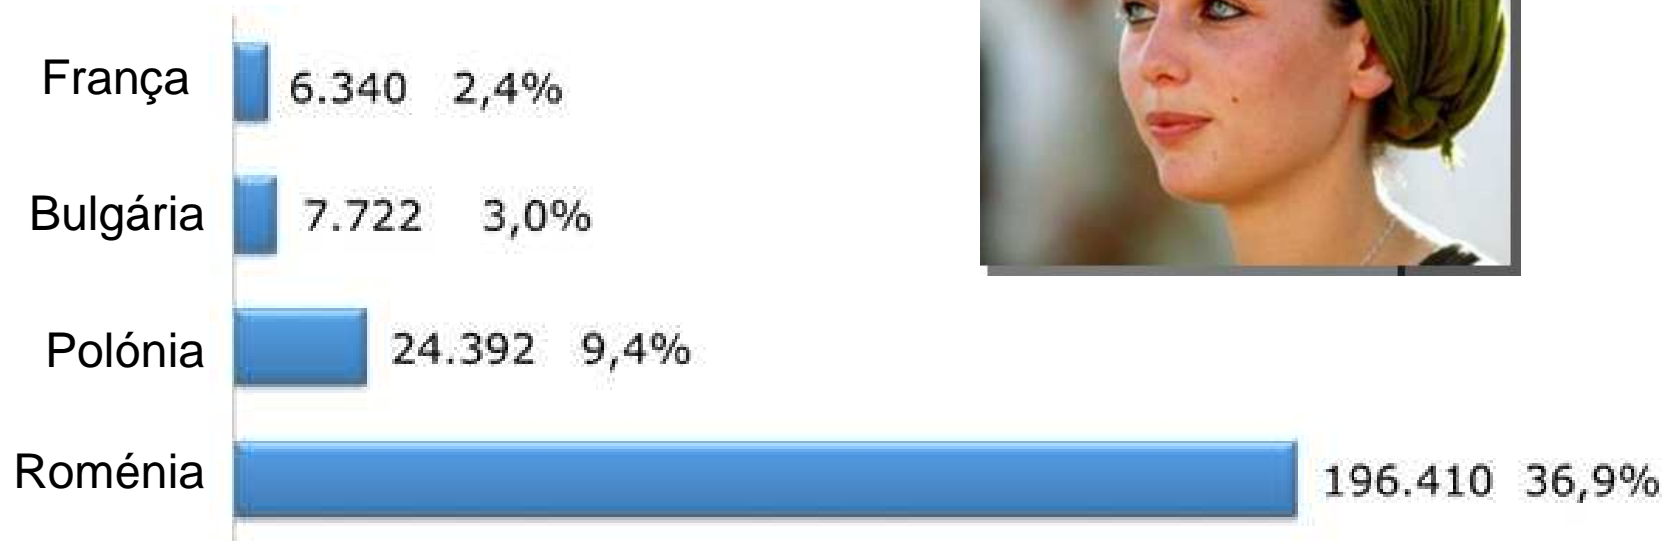 França 6.340 2,4%
Bulgária 7.722 3,0%
Polónia 24.392 9,4%
Roménia 196.410 36,9%